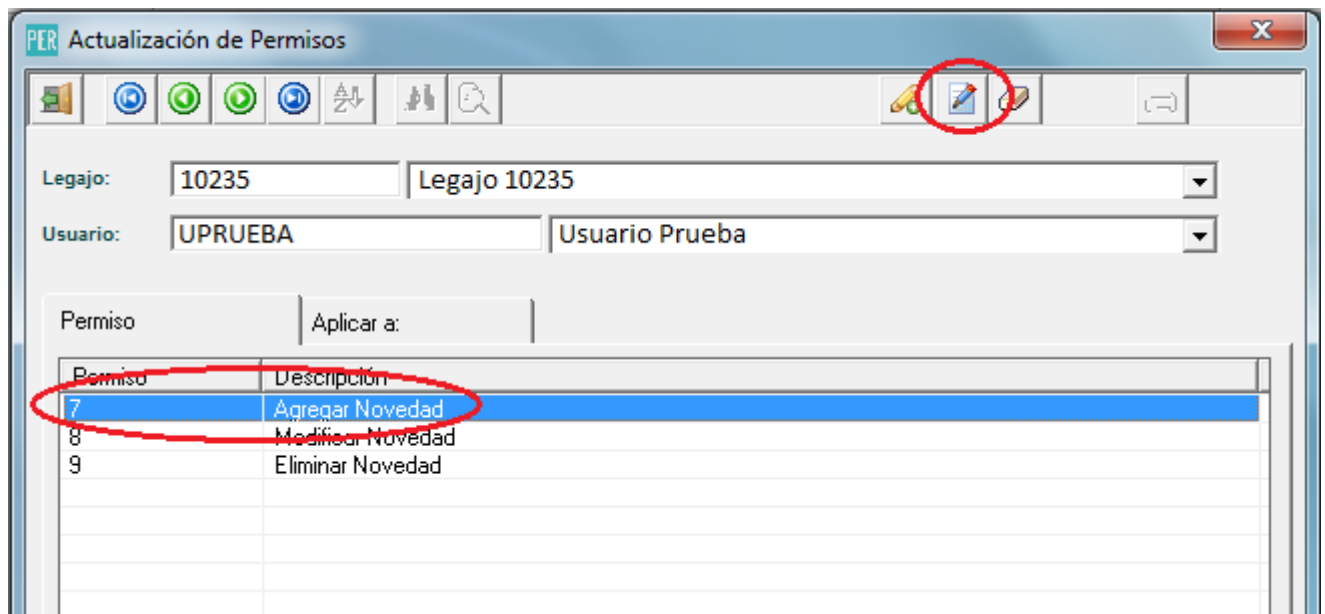 PER Actualización de Permisos
Legajo: 10235 Legajo 10235
Usuario: UPRUEBA Usuario Prueba
Permiso Aplicar a:
Permiso Descripción
7 Agregar Novedad
8 Modificar Novedad
9 Eliminar Novedad